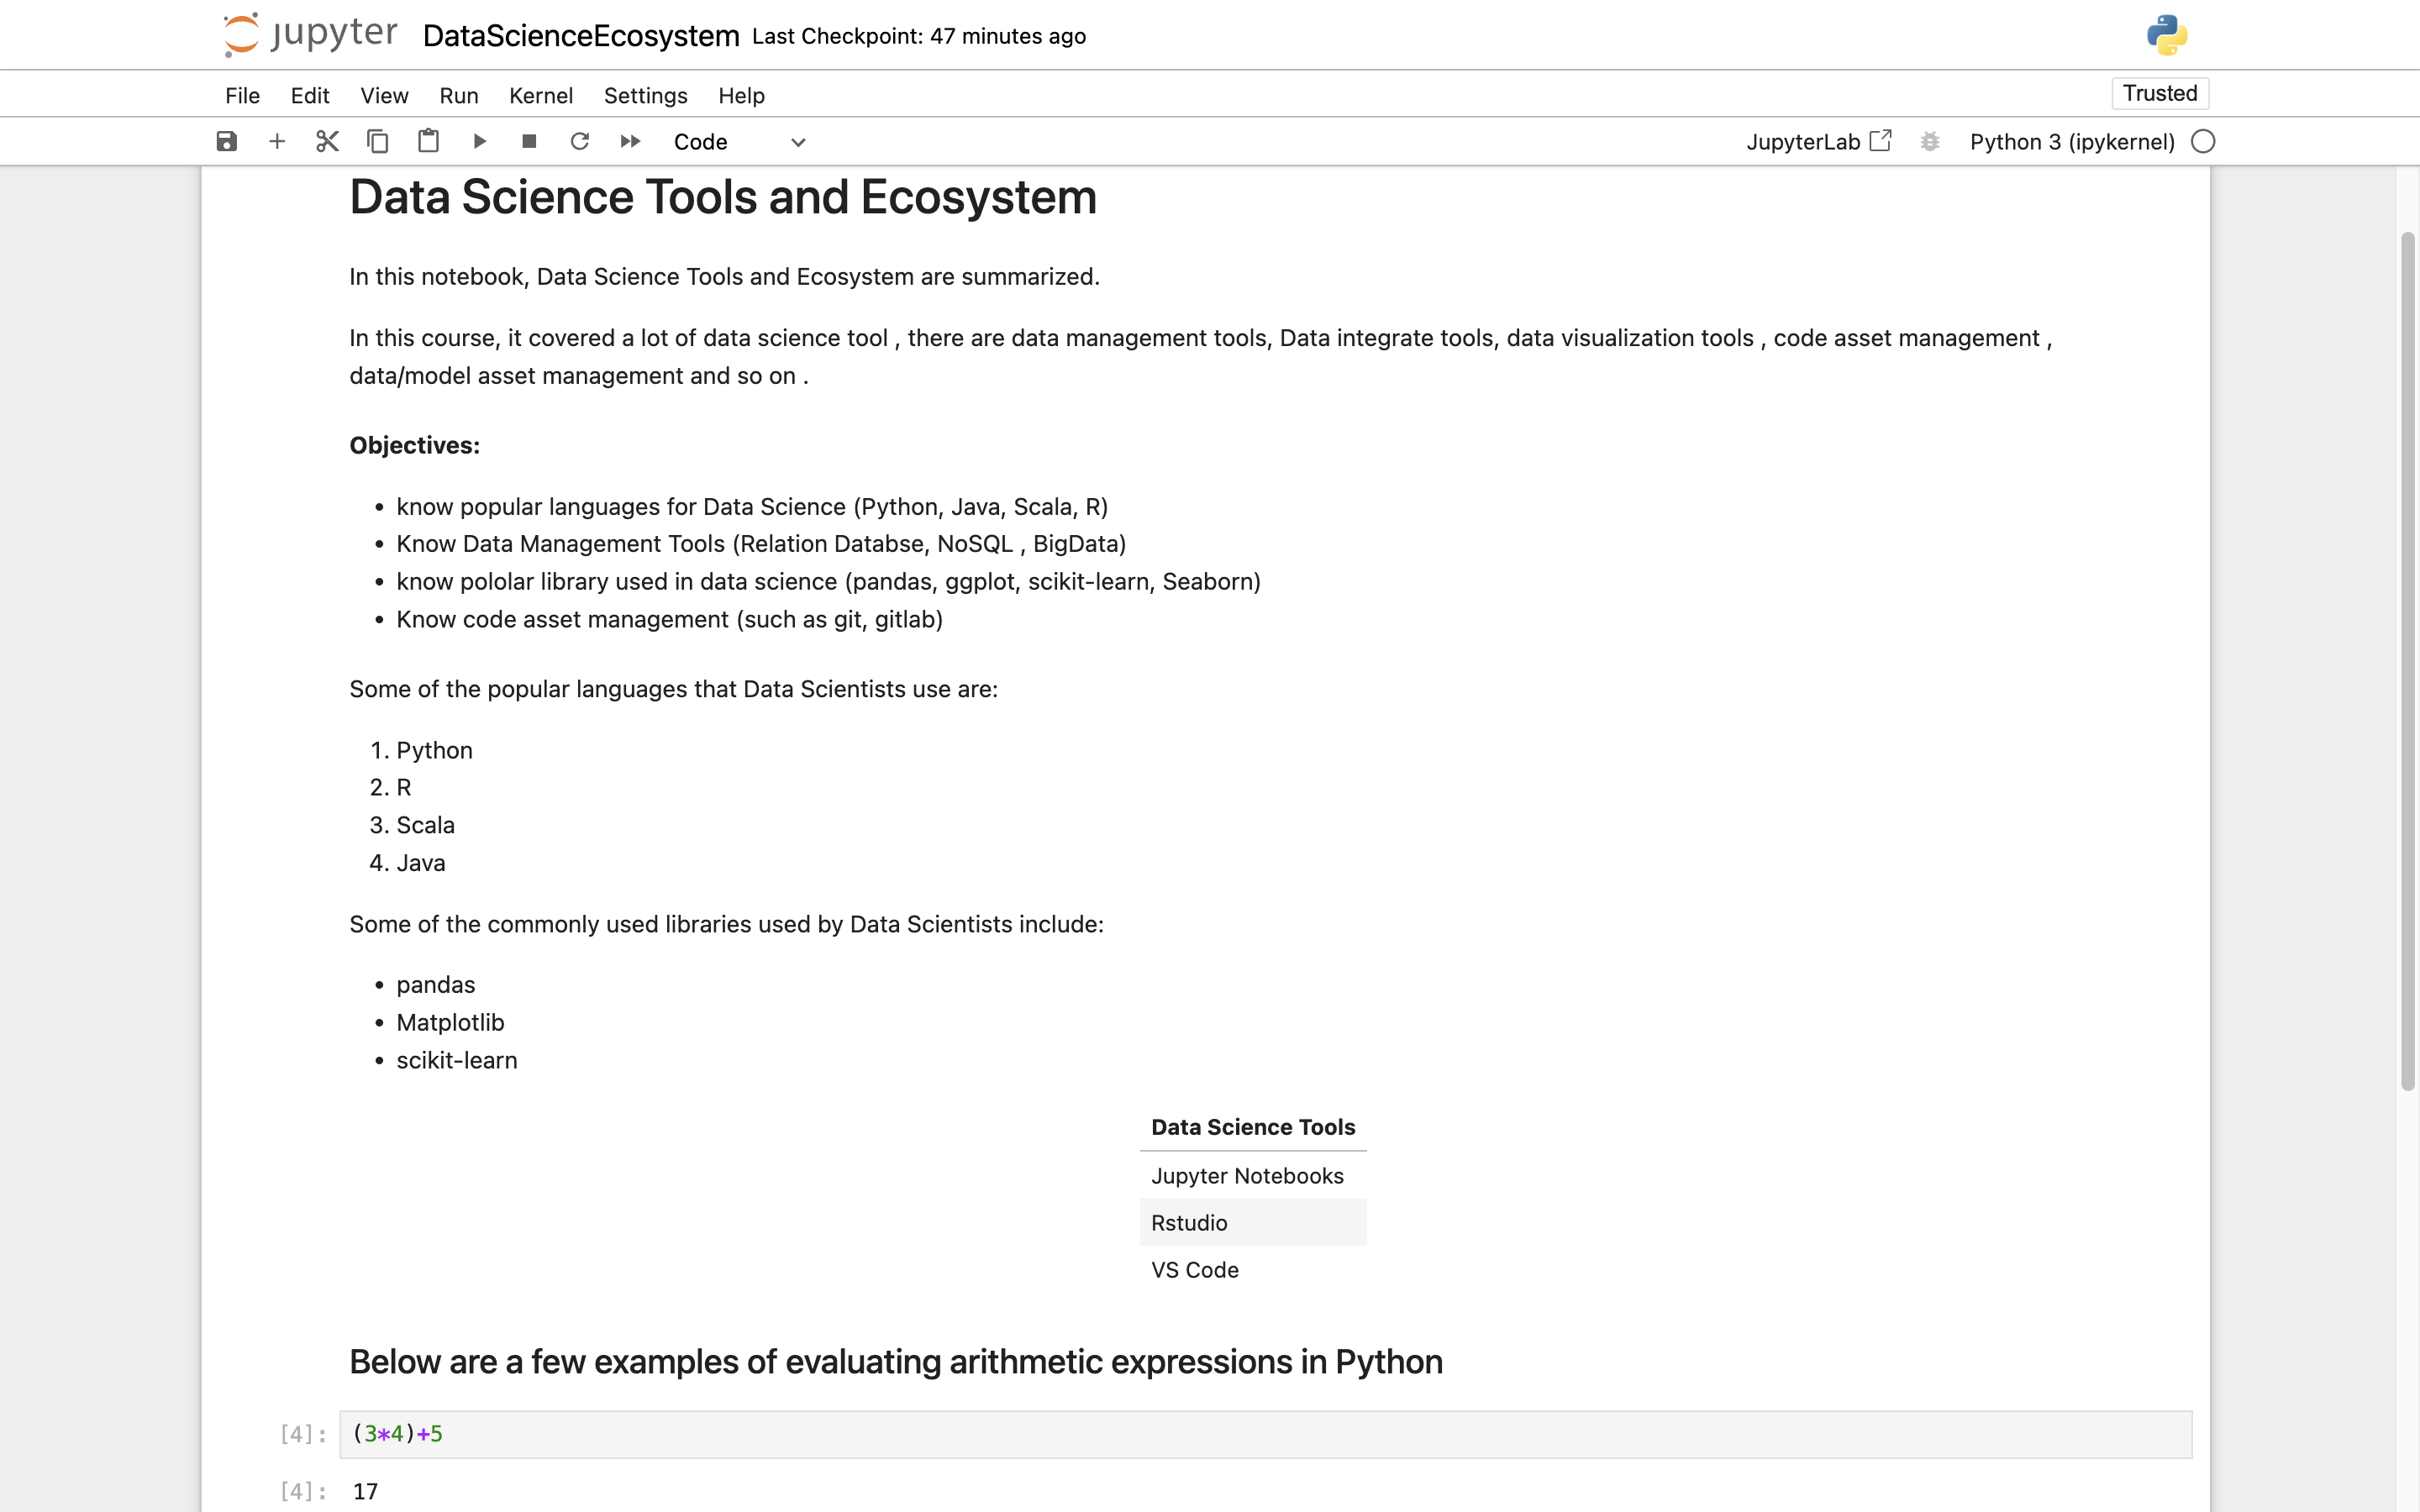 jupyter DataScienceEcosystem Last Checkpoint: 47 minutes ago
File Edit View Run Kernel Settings Help Trusted
Code JupyterLab Python 3 (ipykernel)
Data Science Tools and Ecosystem
In this notebook, Data Science Tools and Ecosystem are summarized.
In this course, it covered a lot of data science tool , there are data management tools, Data integrate tools, data visualization tools , code asset management ,
data/model asset management and so on .
Objectives:
• know popular languages for Data Science (Python, Java, Scala, R)
• Know Data Management Tools (Relation Databse, NoSQL , BigData)
• know pololar library used in data science (pandas, ggplot, scikit-learn, Seaborn)
• Know code asset management (such as git, gitlab)
Some of the popular languages that Data Scientists use are:
1. Python
2. R
3. Scala
4. Java
Some of the commonly used libraries used by Data Scientists include:
• pandas
• Matplotlib
• scikit-learn
Data Science Tools
Jupyter Notebooks
Rstudio
VS Code
Below are a few examples of evaluating arithmetic expressions in Python
[4]: (3*4)+5
[4]: 17